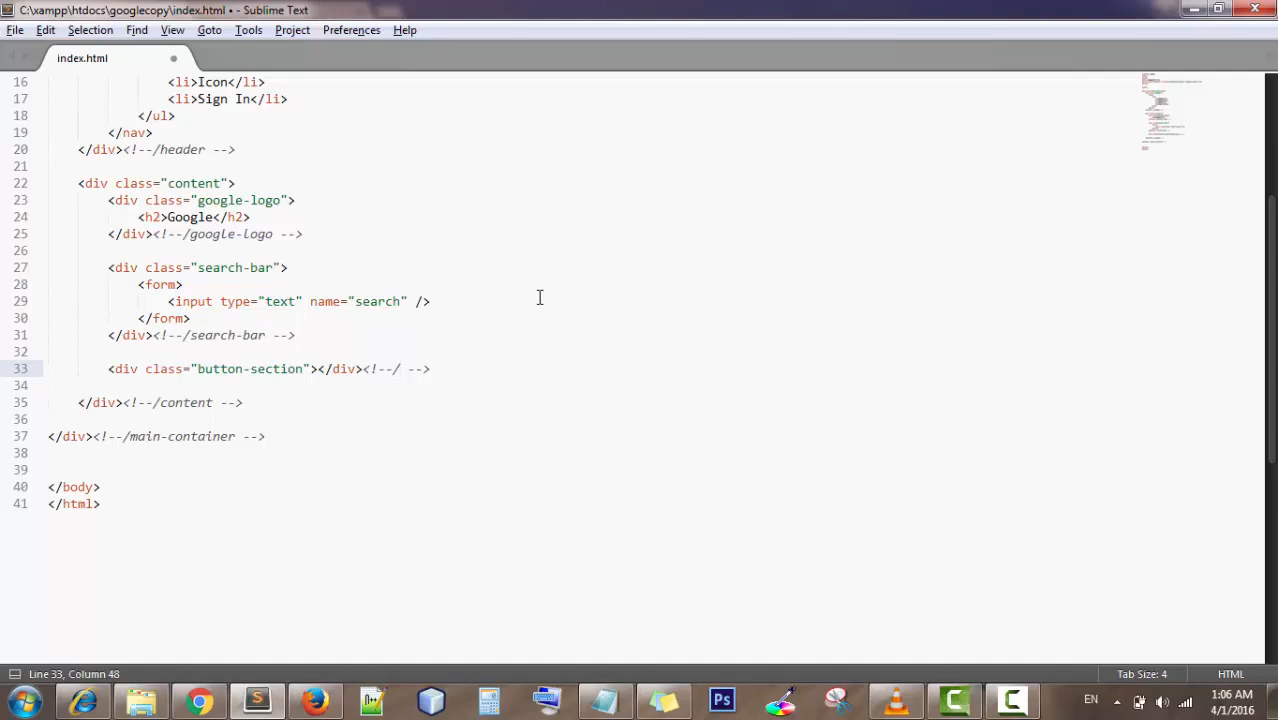 C:\xampp\htdocs\googlecopy\index.html • - Sublime Text
File Edit Selection Find View Goto Tools Project Preferences Help
index.html
16 <li>Icon</li>
17 <li>Sign In</li>
18 </ul>
19 </nav>
20 </div><!--/header -->
21
22 <div class="content">
23 <div class="google-logo">
24 <h2>Google</h2>
25 </div><!--/google-logo -->
26
27 <div class="search-bar">
28 <form>
29 <input type="text" name="search" />
30 </form>
31 </div><!--/search-bar -->
32
33 <div class="button-section"></div><!--/ -->
34
35 </div><!--/content -->
36
37 </div><!--/main-container -->
38
39
40 </body>
41 </html>
Line 33, Column 48 Tab Size: 4 HTML
Ps EN 1:06 AM
4/1/2016